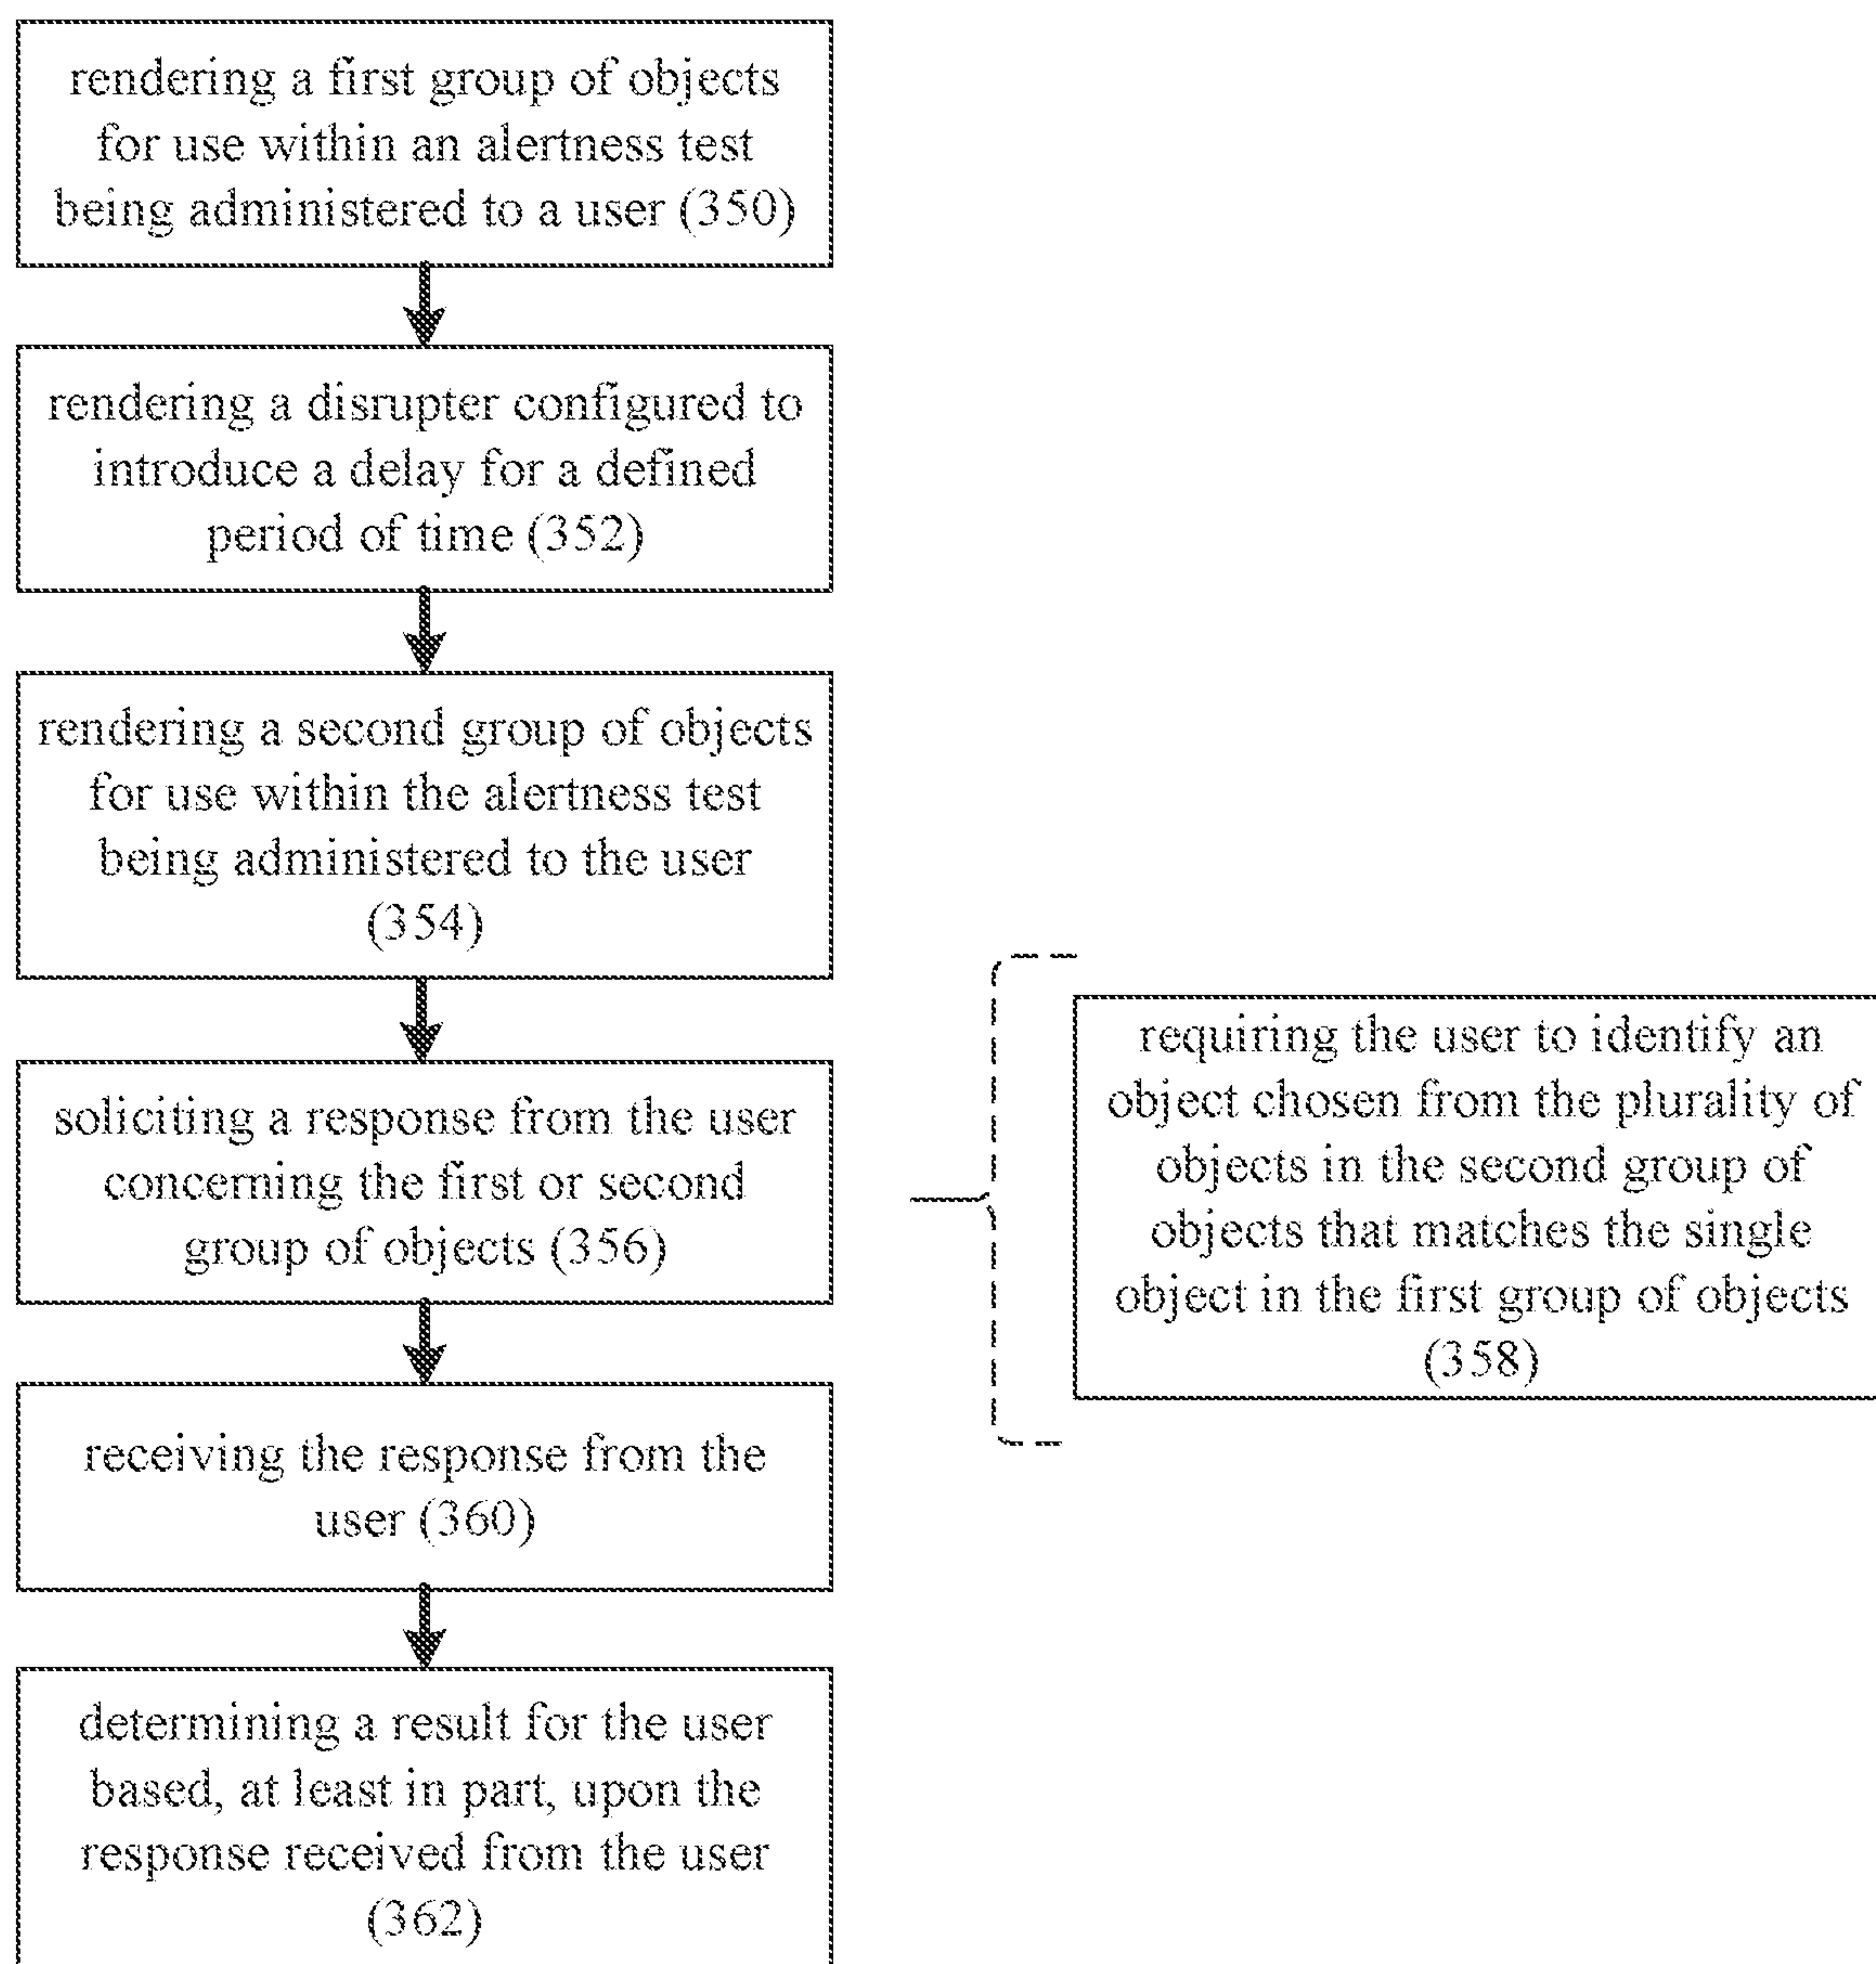 rendering a first group of objects
for use within an alertness test
being administered to a user (350)
rendering a disrupter configured to
introduce a delay for a defined
period of time (352)
rendering a second group of objects
for use within the alertness test
being administered to the user
(354)
soliciting a response from the user
concerning the first or second
group of objects (356)
requiring the user to identify an
object chosen from the plurality of
objects in the second group of
objects that matches the single
object in the first group of objects
(358)
receiving the response from the
user (360)
determining a result for the user
based, at least in part, upon the
response received from the user
(362)